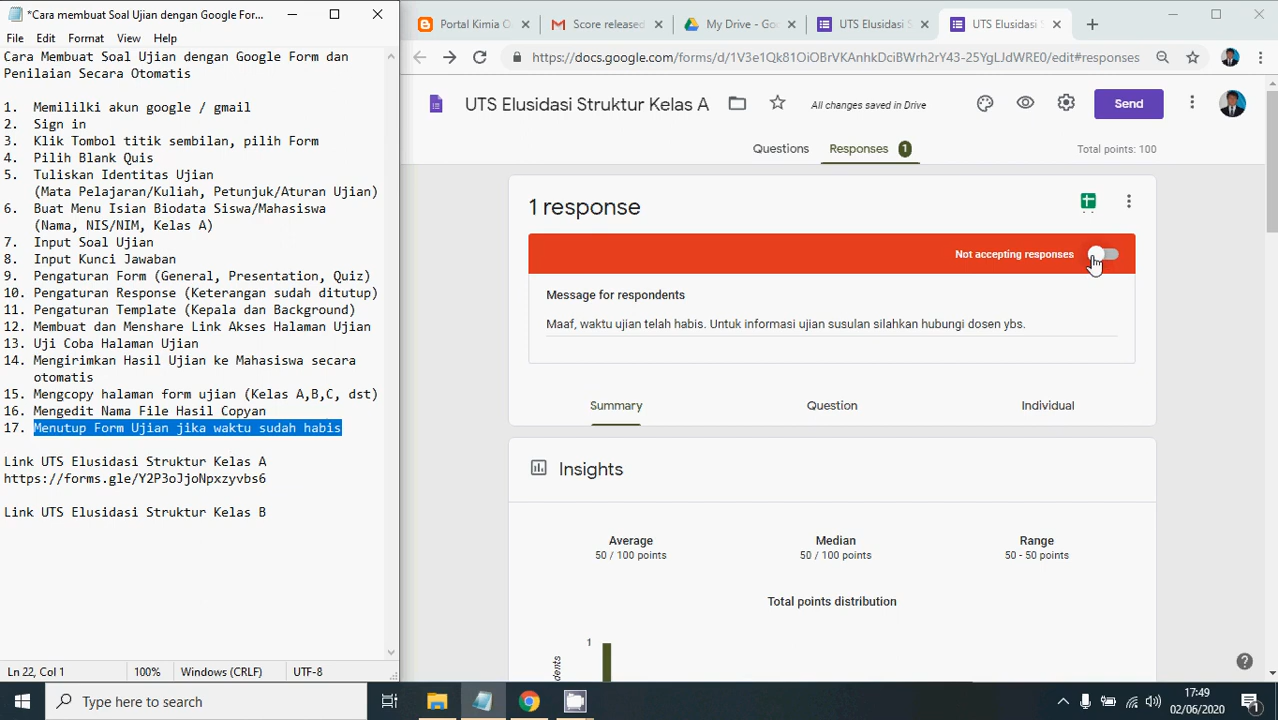 *Cara membuat Soal Ujian dengan Google For...
File Edit Format View Help
Cara Membuat Soal Ujian dengan Google Form dan
Penilaian Secara Otomatis
1. Memililki akun google / gmail
2. Sign in
3. Klik Tombol titik sembilan, pilih Form
4. Pilih Blank Quis
5. Tuliskan Identitas Ujian
(Mata Pelajaran/Kuliah, Petunjuk/Aturan Ujian)
6. Buat Menu Isian Biodata Siswa/Mahasiswa
(Nama, NIS/NIM, Kelas A)
7. Input Soal Ujian
8. Input Kunci Jawaban
9. Pengaturan Form (General, Presentation, Quiz)
10. Pengaturan Response (Keterangan sudah ditutup)
11. Pengaturan Template (Kepala dan Background)
12. Membuat dan Menshare Link Akses Halaman Ujian
13. Uji Coba Halaman Ujian
14. Mengirimkan Hasil Ujian ke Mahasiswa secara
otomatis
15. Mengcopy halaman form ujian (Kelas A,B,C, dst)
16. Mengedit Nama File Hasil Copyan
17. Menutup Form Ujian jika waktu sudah habis
Link UTS Elusidasi Struktur Kelas A
https://forms.gle/Y2P3oJjoNpxzyvbs6
Link UTS Elusidasi Struktur Kelas B
Ln 22, Col 1 100% Windows (CRLF) UTF-8
Portal Kimia O Score released My Drive - Goo UTS Elusidasi S UTS Elusidasi S
https://docs.google.com/forms/d/1V3e1Qk81OiOBrVKAnhkDciBWrh2rY43-25YgLJdWRE0/edit#responses
UTS Elusidasi Struktur Kelas A All changes saved in Drive Send
Questions Responses 1 Total points: 100
1 response
Not accepting responses
Message for respondents
Maaf, waktu ujian telah habis. Untuk informasi ujian susulan silahkan hubungi dosen ybs.
Summary Question Individual
Insights
Average Median Range
50 / 100 points 50 / 100 points 50 - 50 points
Total points distribution
1
dents
Type here to search
17:49
02/06/2020
1